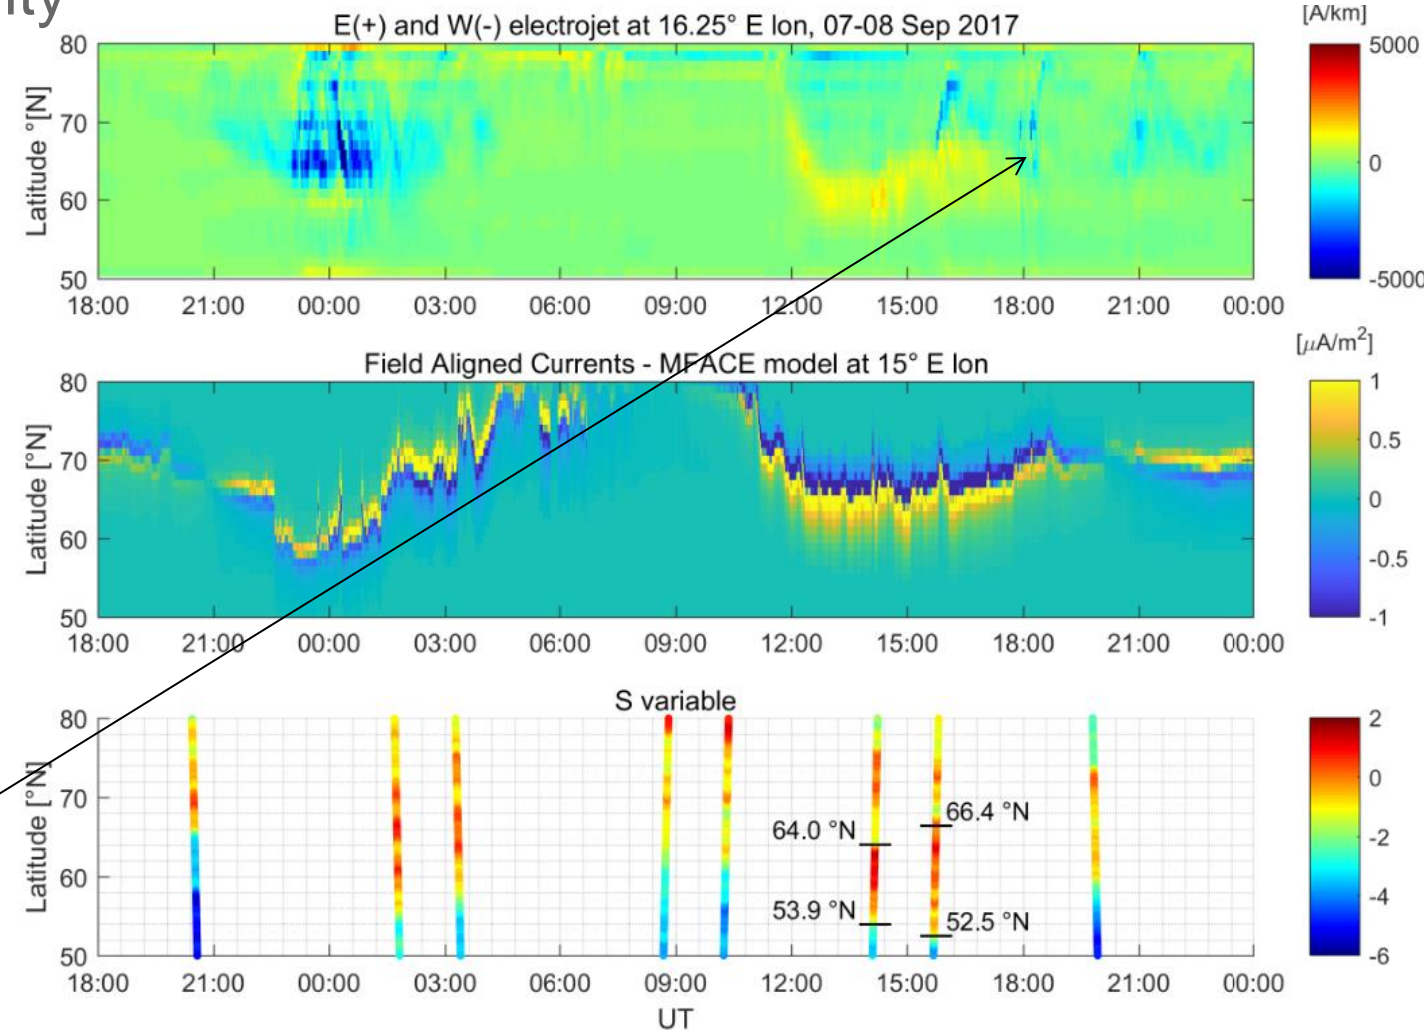 ity
E(+) and W(-) electrojet at 16.25° E lon, 07-08 Sep 2017
[A/km]
80
70
60
50
Latitude °[N]
18:00 21:00 00:00 03:00 06:00 09:00 12:00 15:00 18:00 21:00 00:00
5000
0
-5000
Field Aligned Currents - MFACE model at 15° E lon
[μA/m²]
80
70
60
50
Latitude [°N]
18:00 21:00 00:00 03:00 06:00 09:00 12:00 15:00 18:00 21:00 00:00
1
0.5
0
-0.5
-1
S variable
80
70
60
50
Latitude [°N]
64.0 °N
53.9 °N
66.4 °N
52.5 °N
18:00 21:00 00:00 03:00 06:00 09:00 12:00 15:00 18:00 21:00 00:00
UT
2
0
-2
-4
-6